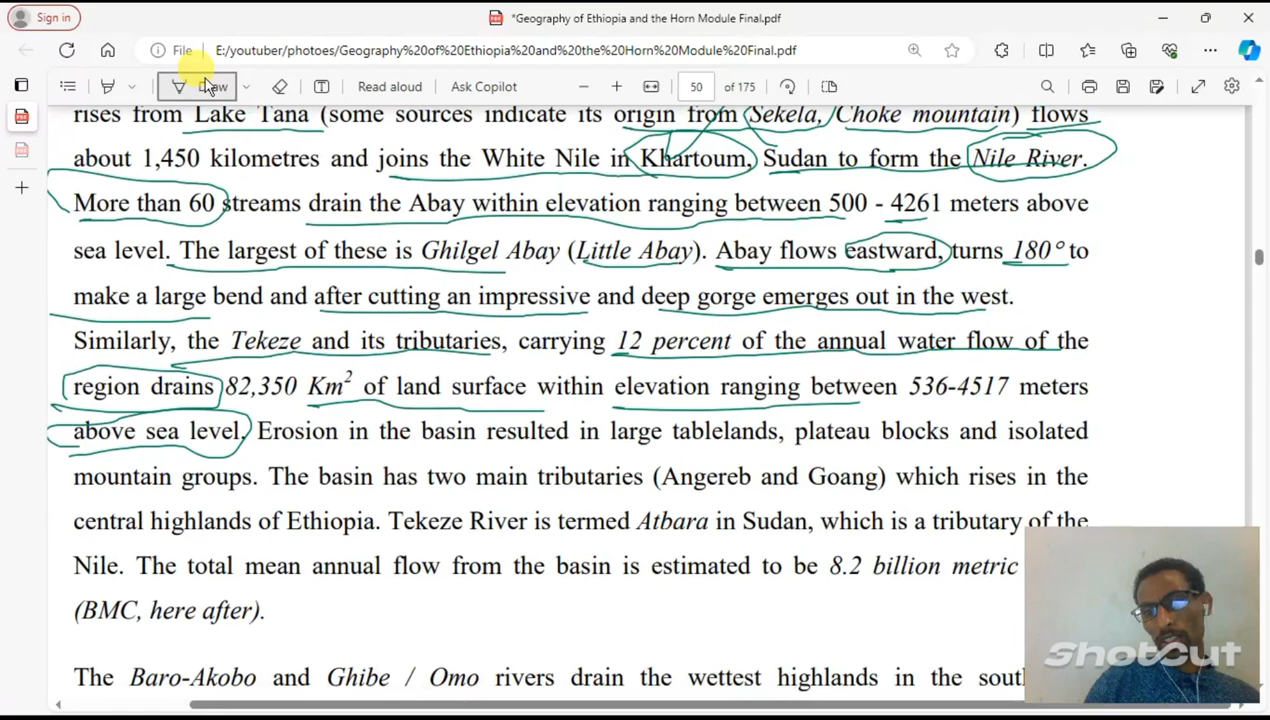 Sign in
*Geography of Ethiopia and the Horn Module Final.pdf
File E:/youtuber/photoes/Geography%20of%20Ethiopia%20and%20the%20Horn%20Module%20Final.pdf
Draw Read aloud Ask Copilot 50 of 175
rises from Lake Tana (some sources indicate its origin from Sekela, Choke mountain) flows
about 1,450 kilometres and joins the White Nile in Khartoum, Sudan to form the Nile River.
More than 60 streams drain the Abay within elevation ranging between 500 - 4261 meters above
sea level. The largest of these is Ghilgel Abay (Little Abay). Abay flows eastward, turns 180° to
make a large bend and after cutting an impressive and deep gorge emerges out in the west.
Similarly, the Tekeze and its tributaries, carrying 12 percent of the annual water flow of the
region drains 82,350 Km² of land surface within elevation ranging between 536-4517 meters
above sea level. Erosion in the basin resulted in large tablelands, plateau blocks and isolated
mountain groups. The basin has two main tributaries (Angereb and Goang) which rises in the
central highlands of Ethiopia. Tekeze River is termed Atbara in Sudan, which is a tributary of the
Nile. The total mean annual flow from the basin is estimated to be 8.2 billion metric
(BMC, here after).
The Baro-Akobo and Ghibe / Omo rivers drain the wettest highlands in the
Shotcut